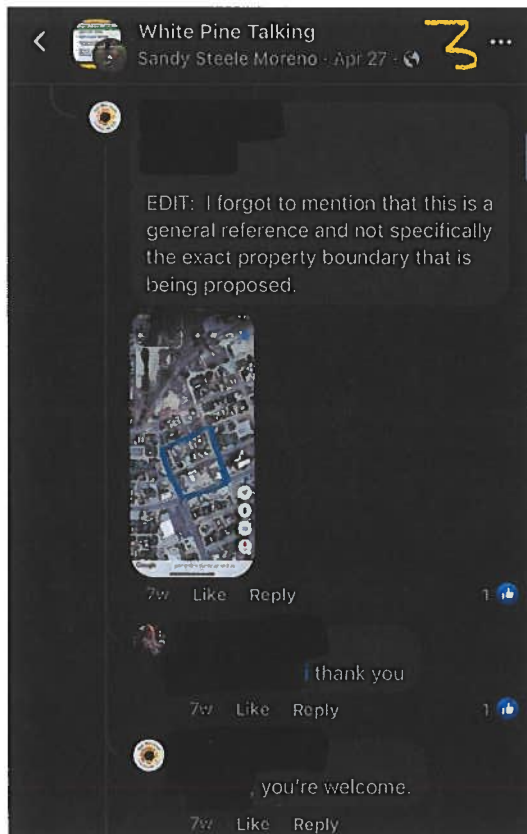 White Pine Talking
Sandy Steele Moreno · Apr 27 ·
3
EDIT: I forgot to mention that this is a
general reference and not specifically
the exact property boundary that is
being proposed.
Google
7w Like Reply 1
thank you
7w Like Reply 1
, you're welcome.
7w Like Reply